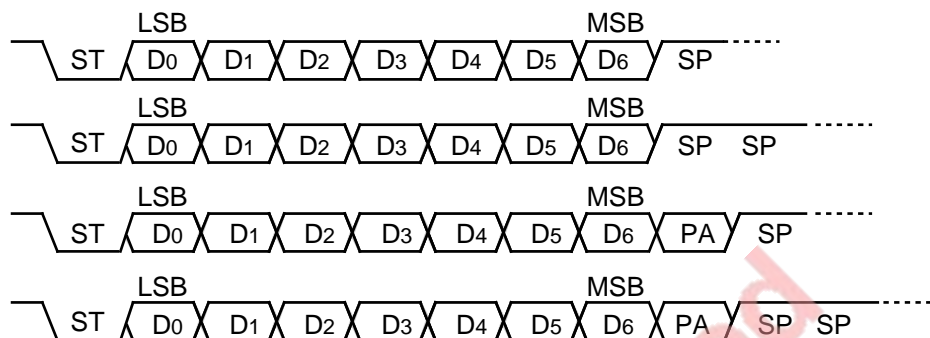 LSB MSB
ST D0 D1 D2 D3 D4 D5 D6 SP
LSB MSB
ST D0 D1 D2 D3 D4 D5 D6 SP SP
LSB MSB
ST D0 D1 D2 D3 D4 D5 D6 PA SP
LSB MSB
ST D0 D1 D2 D3 D4 D5 D6 PA SP SP